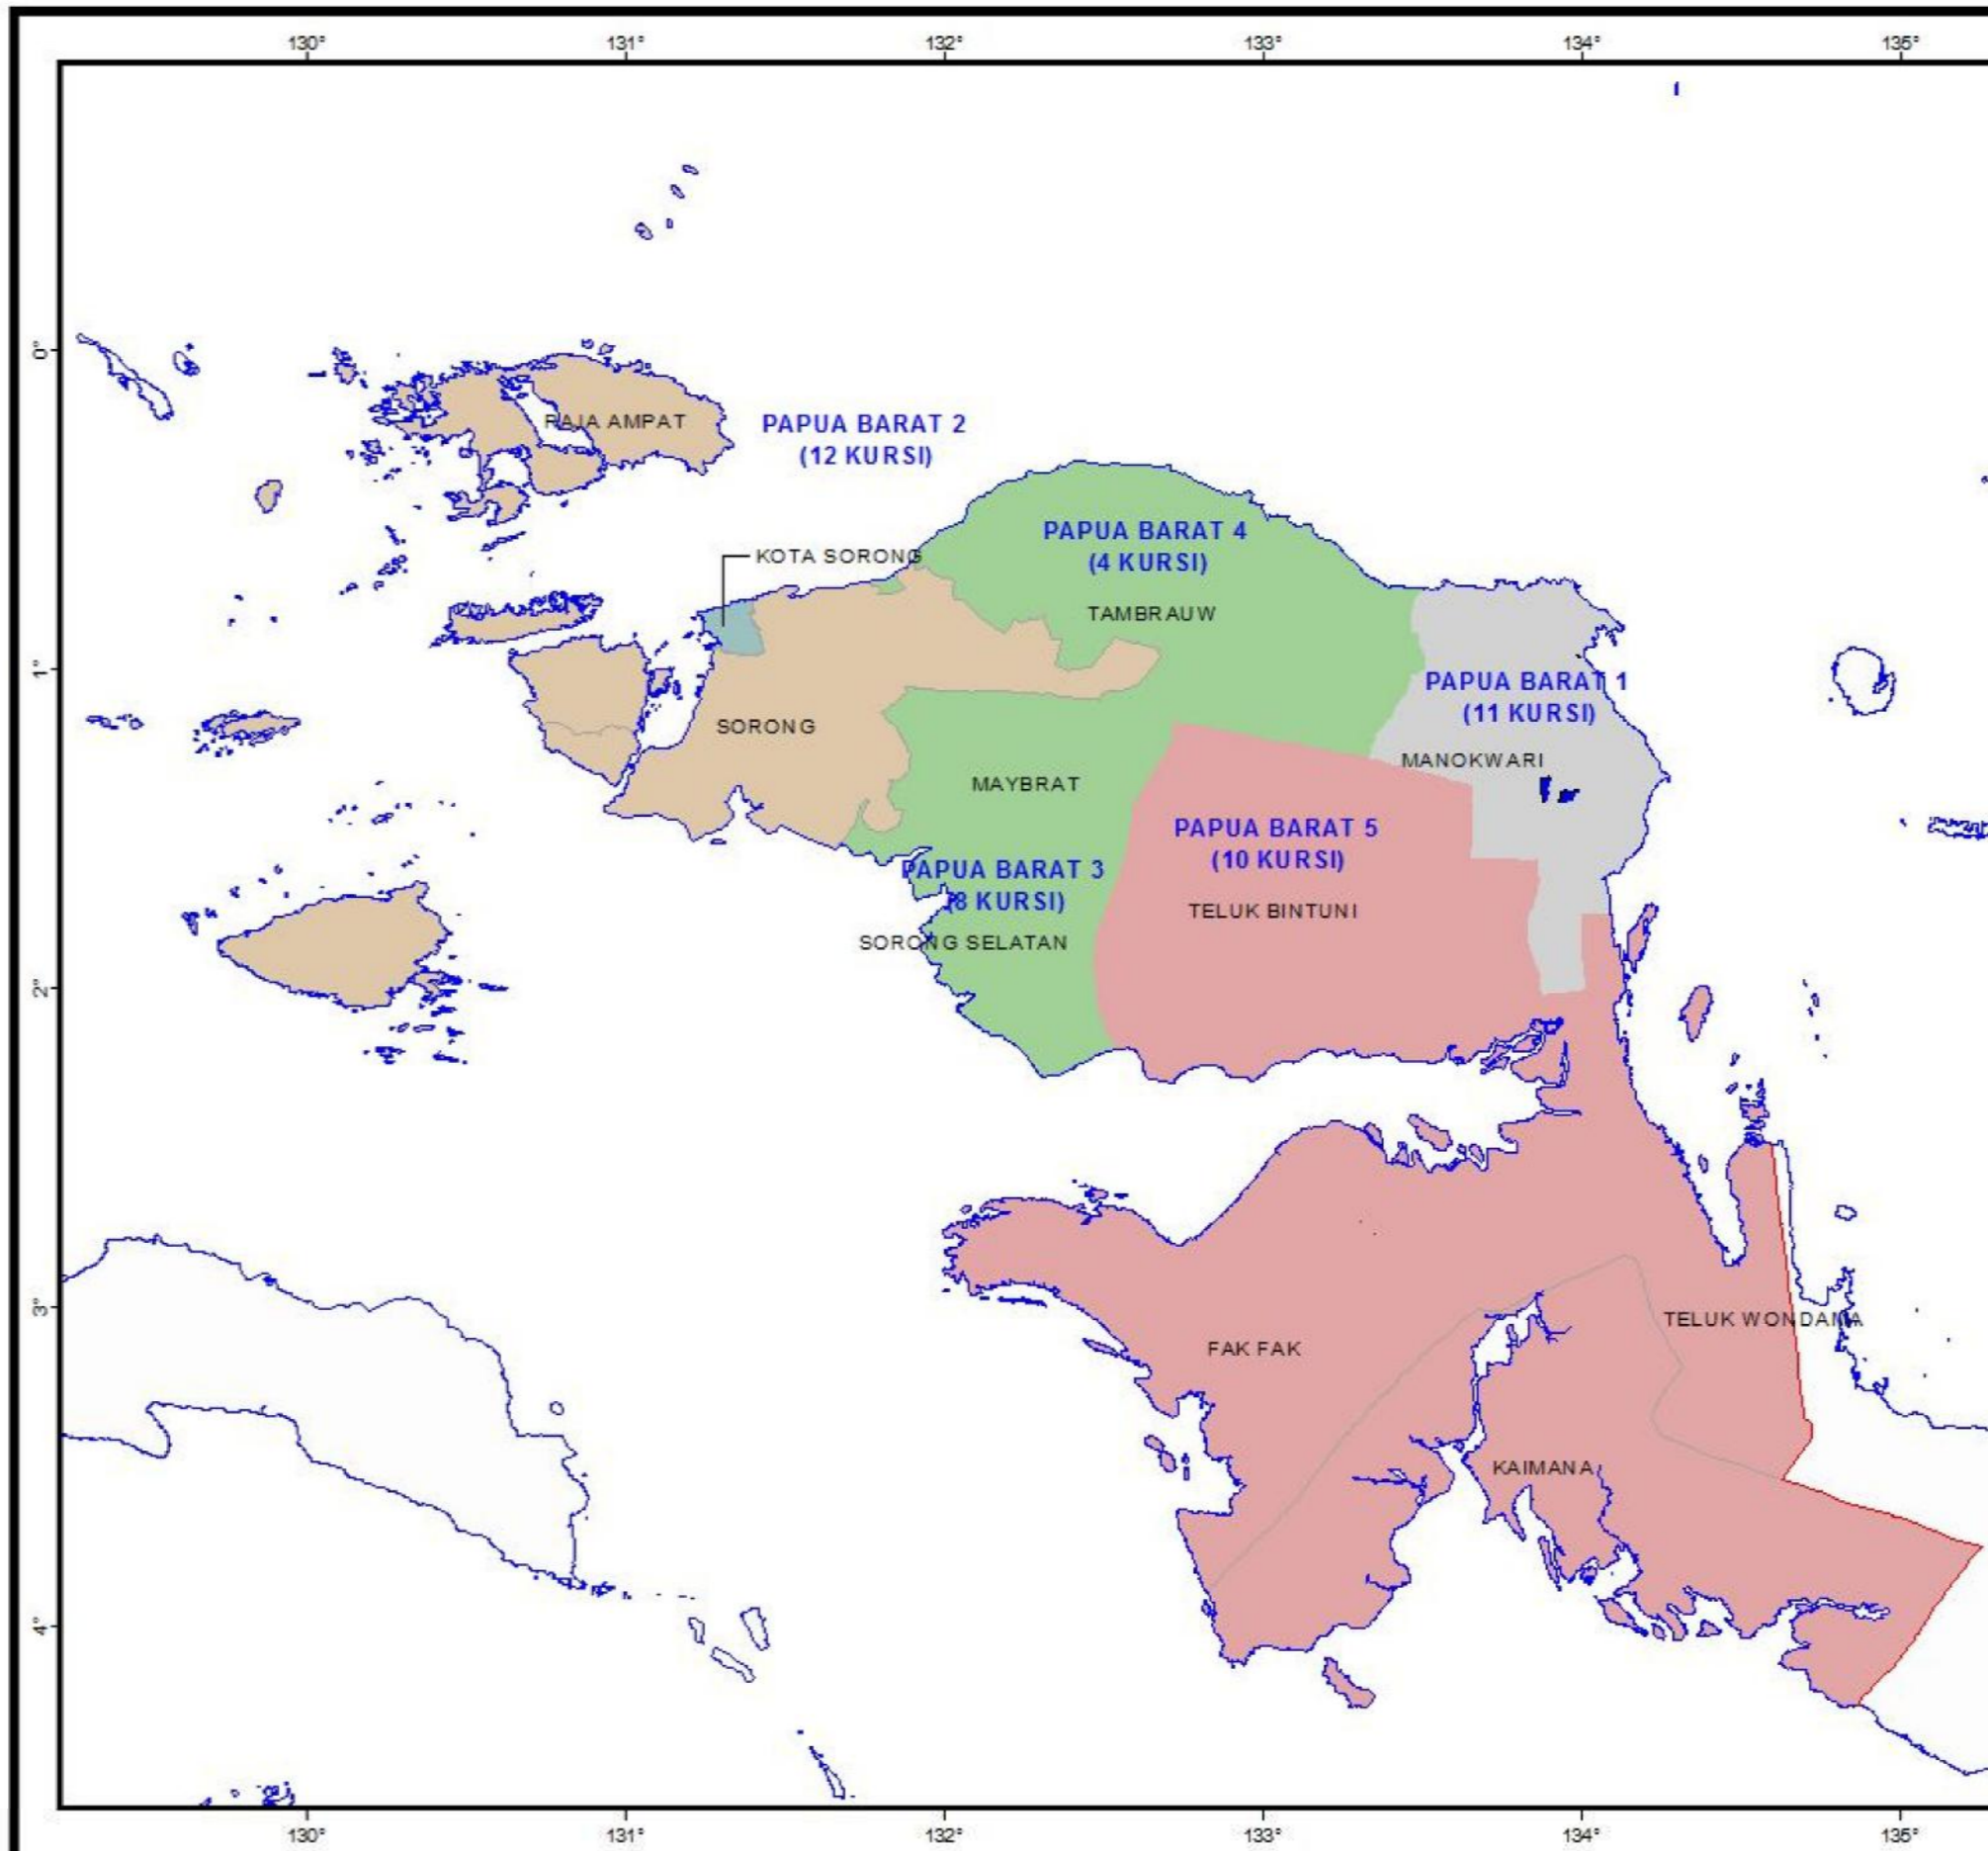 130° 131° 132° 133° 134° 135°
0°
RAJA AMPAT
PAPUA BARAT 2
(12 KURSI)
PAPUA BARAT 4
(4 KURSI)
KOTA SORONG
TAMBRAUW
1°
PAPUA BARAT 1
(11 KURSI)
SORONG
MANOKWARI
MAYBRAT
PAPUA BARAT 5
(10 KURSI)
PAPUA BARAT 3
(8 KURSI)
TELUK BINTUNI
SORONG SELATAN
2°
3°
TELUK WONDAMA
FAK FAK
KAIMANA
4°
130° 131° 132° 133° 134° 135°